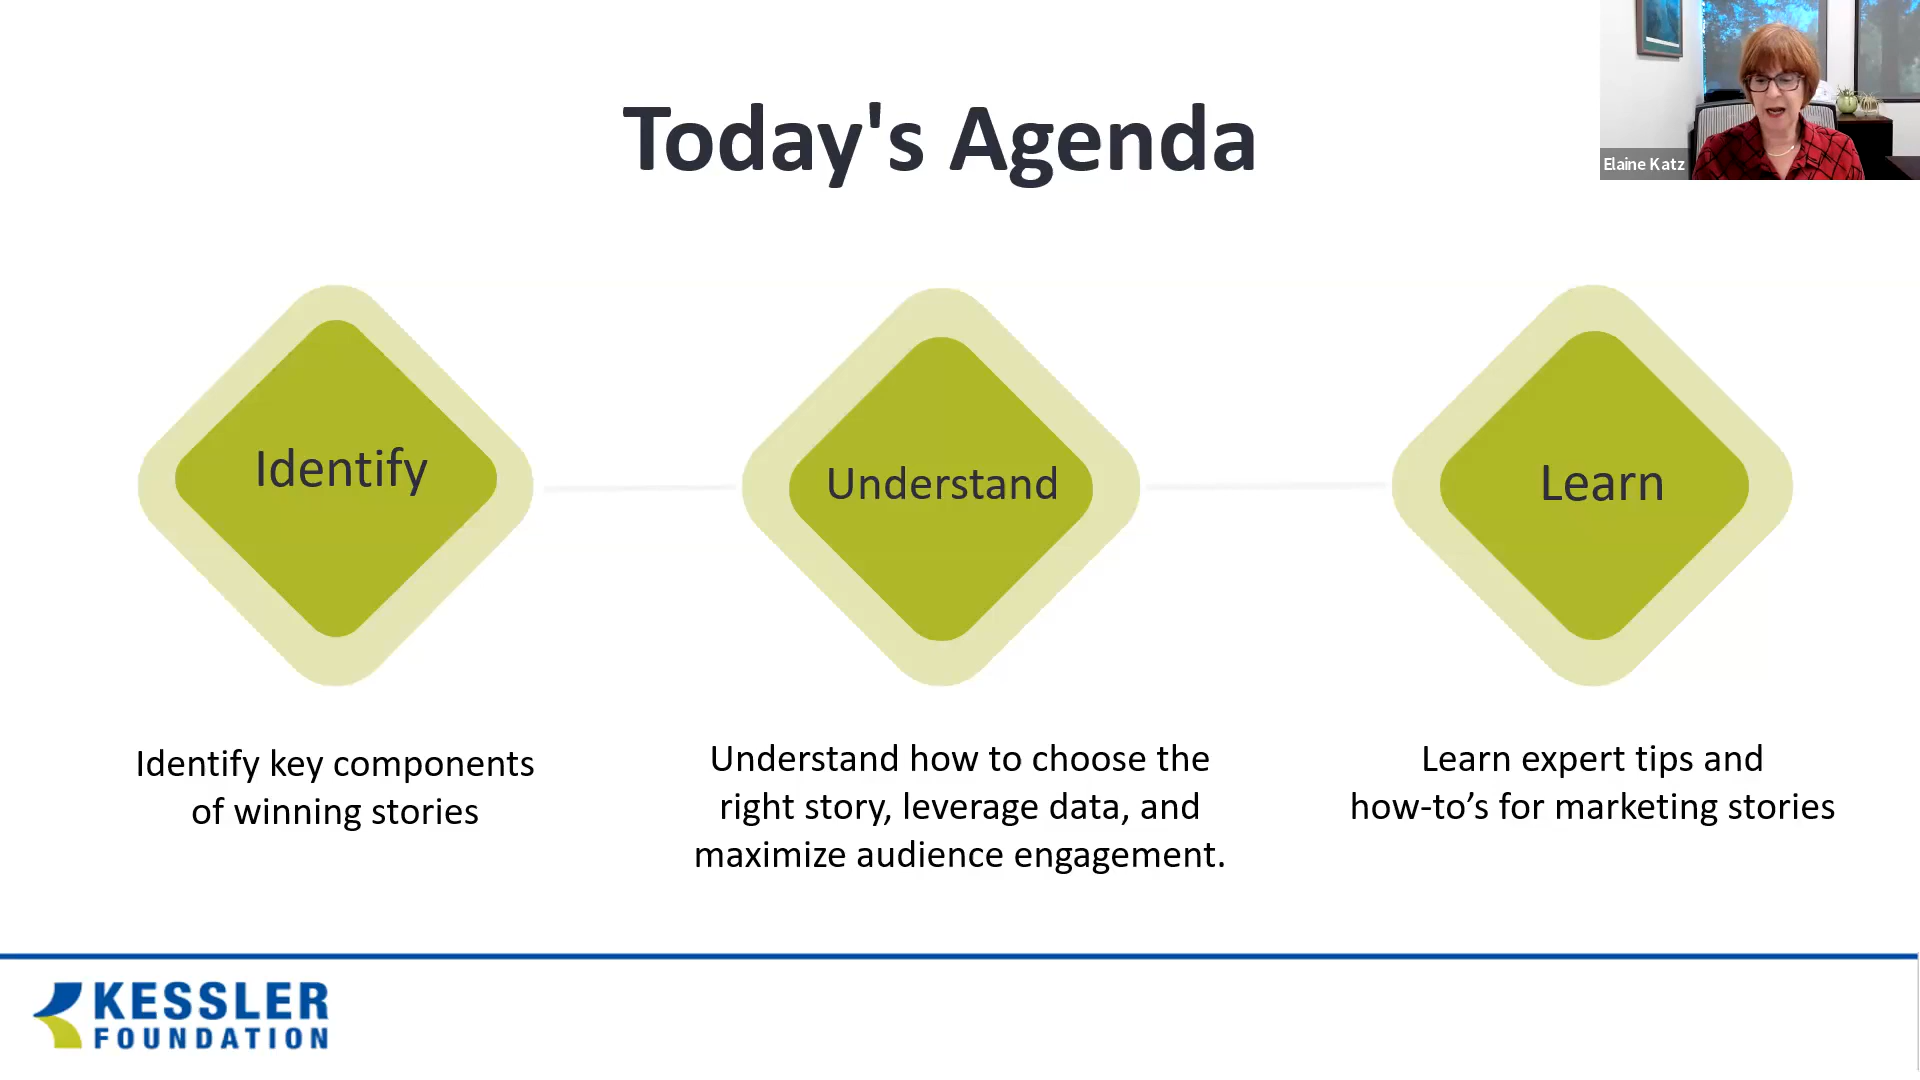 Today's Agenda
Elaine Katz
Identify
Understand
Learn
Identify key components
of winning stories
Understand how to choose the
right story, leverage data, and
maximize audience engagement.
Learn expert tips and
how-to’s for marketing stories
KESSLER
FOUNDATION